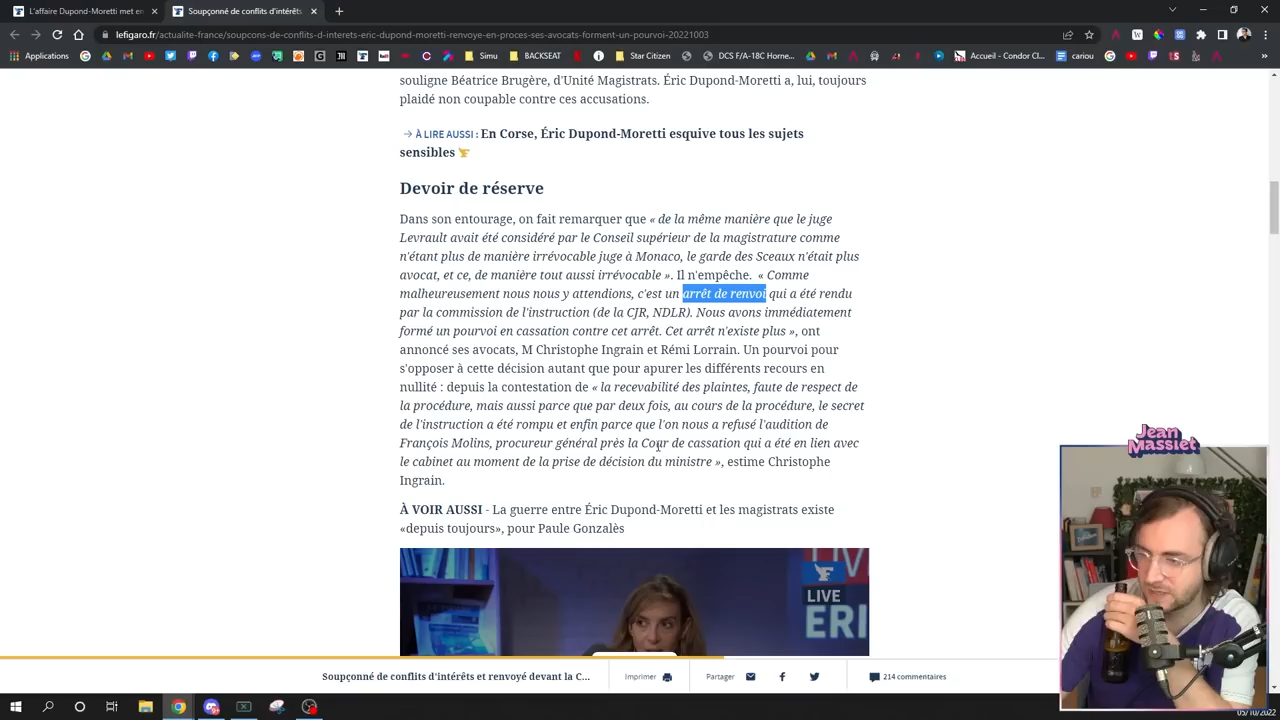 L'affaire Dupond-Moretti met en
Soupçonné de conflits d'intérêts
lefigaro.fr/actualite-france/soupcons-de-conflits-d-interets-eric-dupond-moretti-renvoye-en-proces-ses-avocats-forment-un-pourvoi-20221003
Applications
Simu
BACKSEAT
Star Citizen
DCS F/A-18C Horne...
Accueil - Condor Cl...
cariou
souligne Béatrice Brugère, d'Unité Magistrats. Éric Dupond-Moretti a, lui, toujours
plaidé non coupable contre ces accusations.
→ À LIRE AUSSI : En Corse, Éric Dupond-Moretti esquive tous les sujets
sensibles
Devoir de réserve
Dans son entourage, on fait remarquer que « de la même manière que le juge
Levrault avait été considéré par le Conseil supérieur de la magistrature comme
n'étant plus de manière irrévocable juge à Monaco, le garde des Sceaux n'était plus
avocat, et ce, de manière tout aussi irrévocable ». Il n'empêche. « Comme
malheureusement nous nous y attendions, c'est un arrêt de renvoi qui a été rendu
par la commission de l'instruction (de la CJR, NDLR). Nous avons immédiatement
formé un pourvoi en cassation contre cet arrêt. Cet arrêt n'existe plus », ont
annoncé ses avocats, M Christophe Ingrain et Rémi Lorrain. Un pourvoi pour
s'opposer à cette décision autant que pour apurer les différents recours en
nullité : depuis la contestation de « la recevabilité des plaintes, faute de respect de
la procédure, mais aussi parce que par deux fois, au cours de la procédure, le secret
de l'instruction a été rompu et enfin parce que l'on nous a refusé l'audition de
François Molins, procureur général près la Cour de cassation qui a été en lien avec
le cabinet au moment de la prise de décision du ministre », estime Christophe
Ingrain.
À VOIR AUSSI - La guerre entre Éric Dupond-Moretti et les magistrats existe
«depuis toujours», pour Paule Gonzalès
LIVE
ERI
Jean
Massiet
Soupçonné de conflits d'intérêts et renvoyé devant la C...
Imprimer
Partager
214 commentaires
05/10/2022